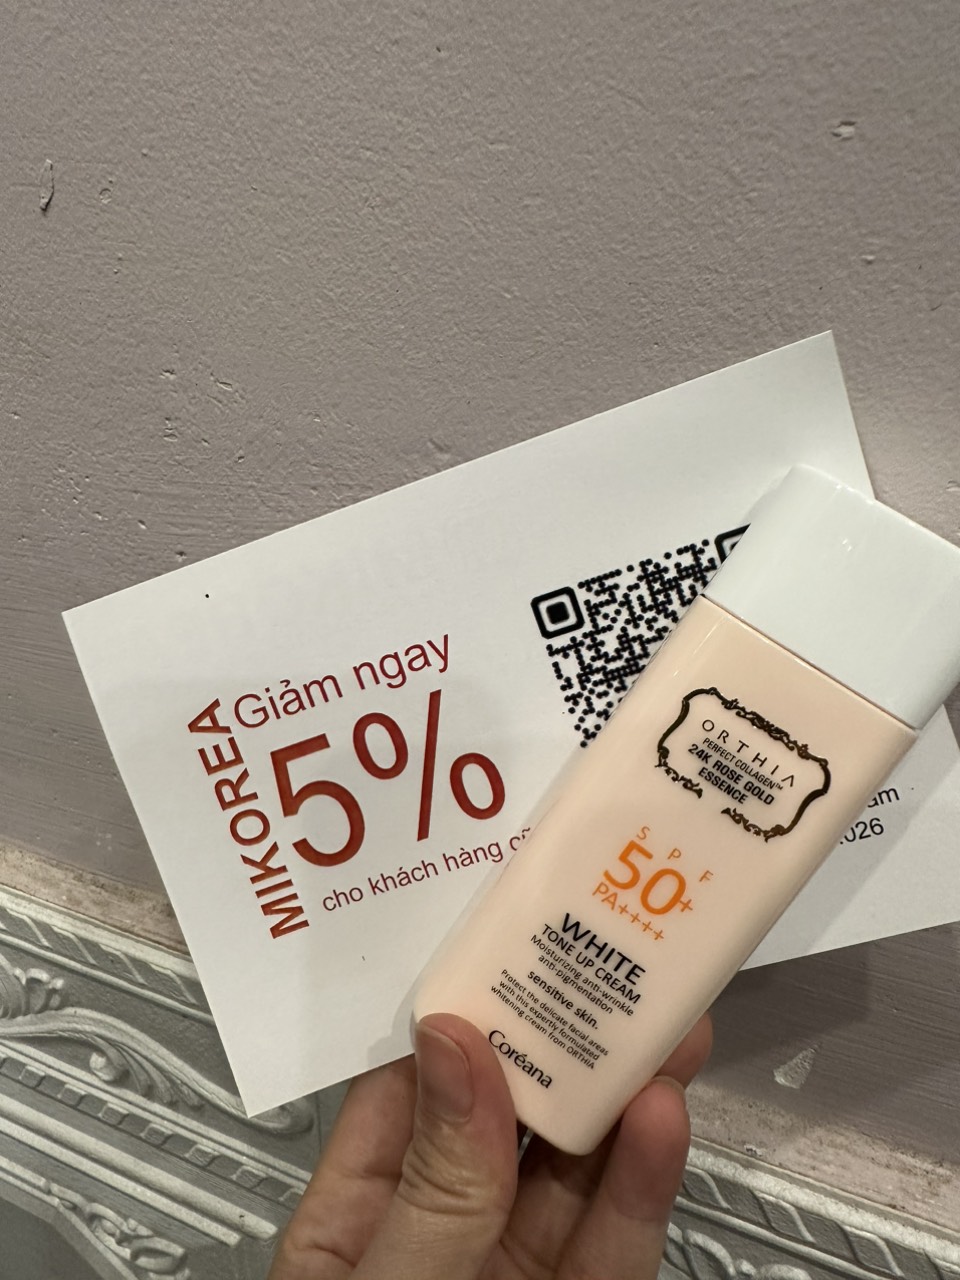 MIKOREA
Giảm ngay
5%
cho khách hàng
ORTHIA
PERFECT COLLAGEN™
24K ROSE GOLD
ESSENCE
SPF
50+
PA++++
WHITE
TONE UP CREAM
Moisturizing anti-wrinkle
anti-pigmentation
sensitive skin.
Protect the delicate facial areas
with this expertly formulated
whitening cream from ORTHIA
Coréana